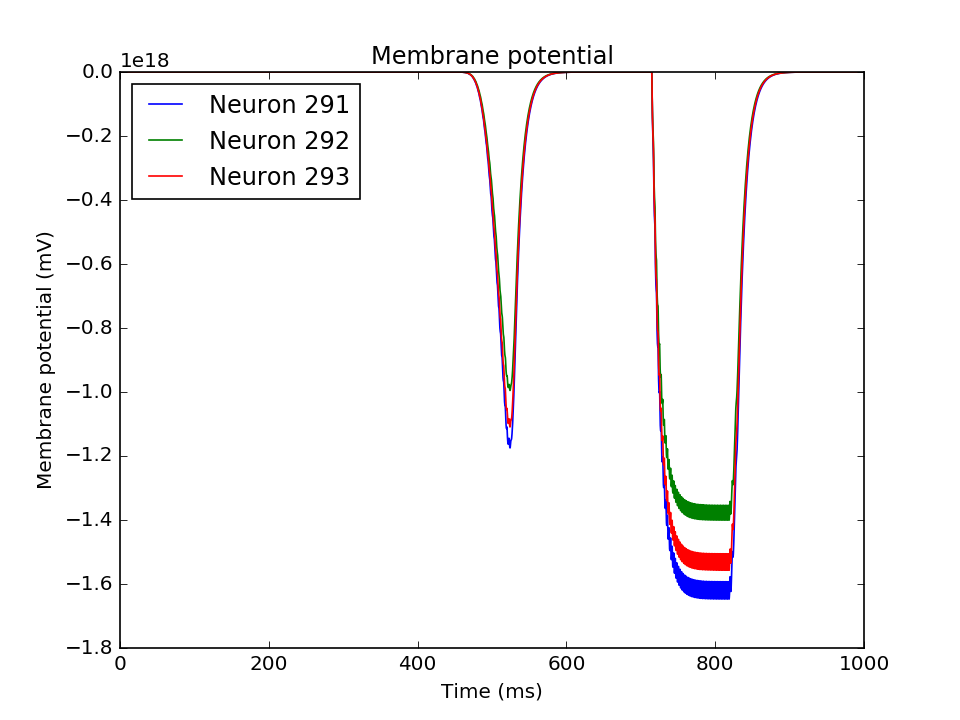 Membrane potential
1e18
0.0
−0.2
−0.4
−0.6
−0.8
−1.0
−1.2
−1.4
−1.6
−1.8
Membrane potential (mV)
Neuron 291
Neuron 292
Neuron 293
0 200 400 600 800 1000
Time (ms)